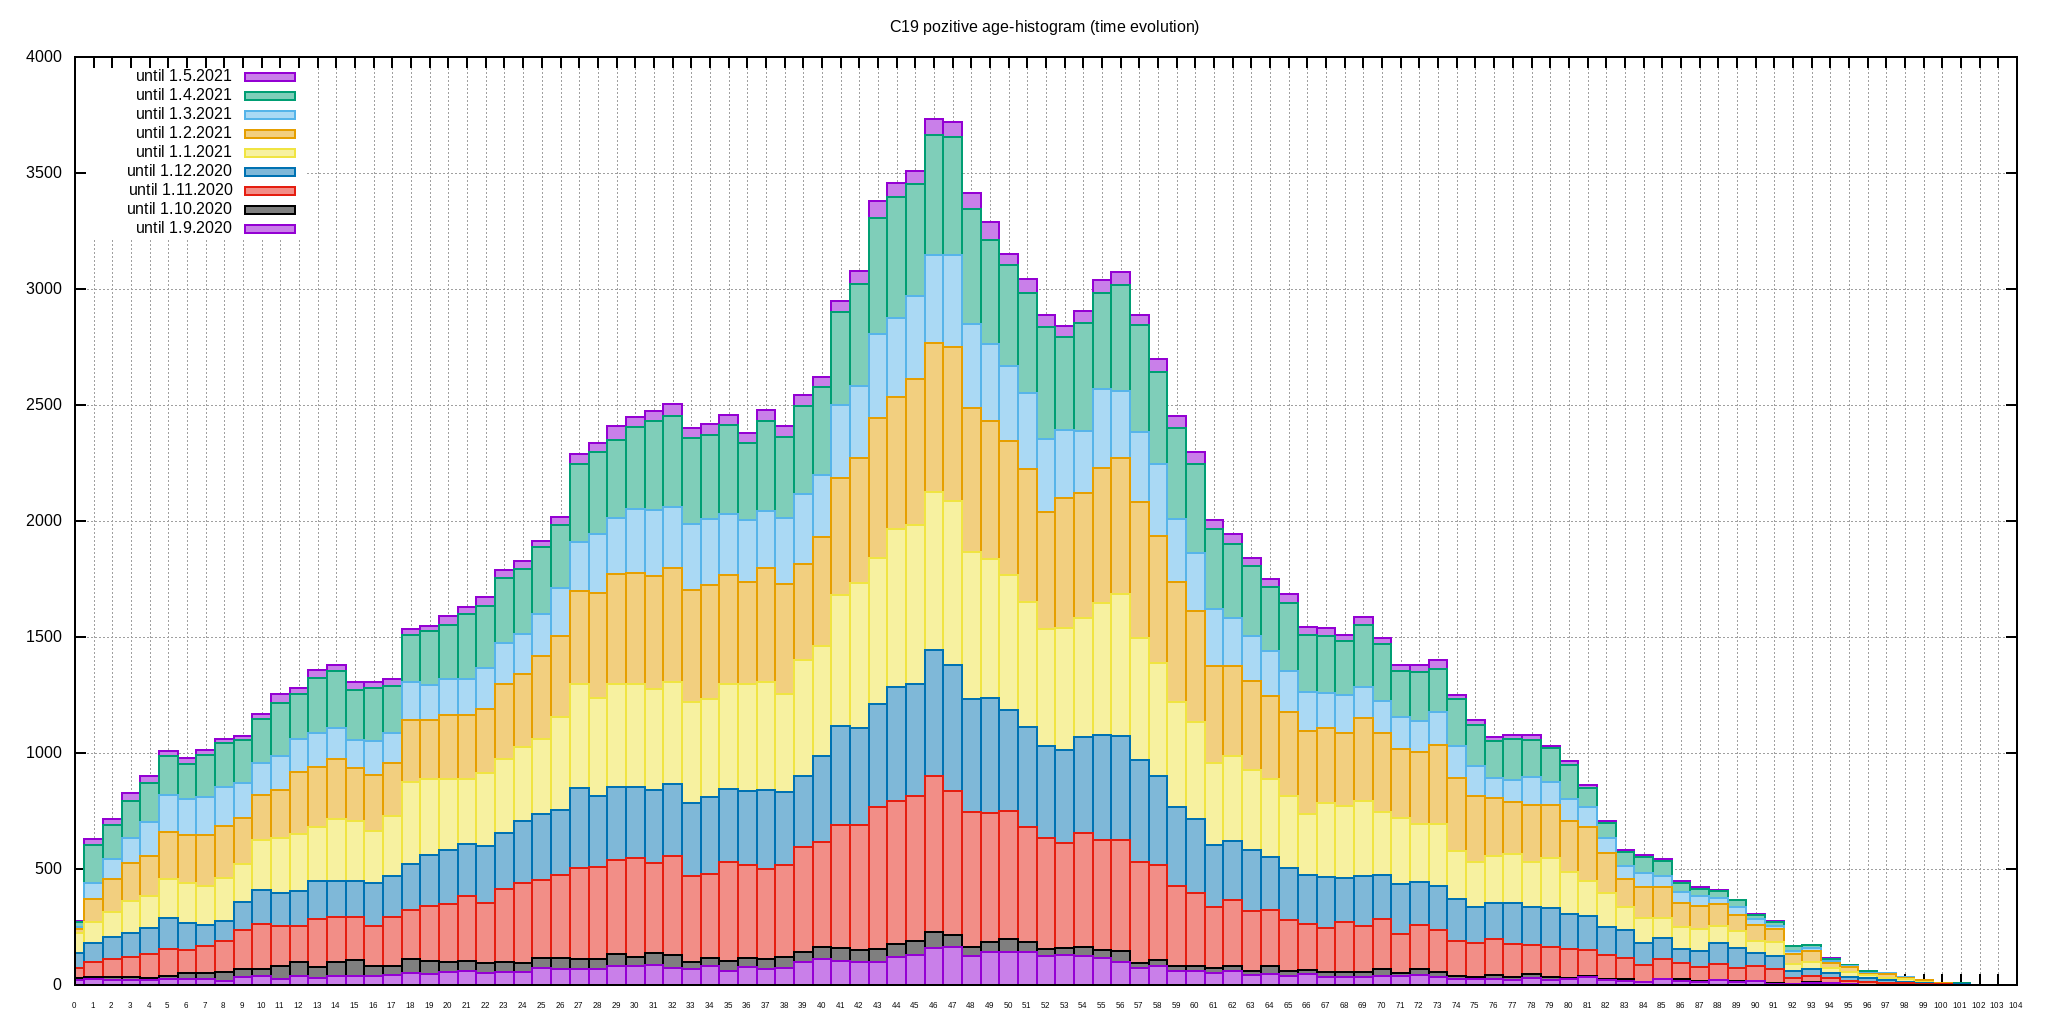 C19 pozitive age-histogram (time evolution)
4000
3500
3000
2500
2000
1500
1000
500
0
until 1.5.2021
until 1.4.2021
until 1.3.2021
until 1.2.2021
until 1.1.2021
until 1.12.2020
until 1.11.2020
until 1.10.2020
until 1.9.2020
0 1 2 3 4 5 6 7 8 9 10 11 12 13 14 15 16 17 18 19 20 21 22 23 24 25 26 27 28 29 30 31 32 33 34 35 36 37 38 39 40 41 42 43 44 45 46 47 48 49 50 51 52 53 54 55 56 57 58 59 60 61 62 63 64 65 66 67 68 69 70 71 72 73 74 75 76 77 78 79 80 81 82 83 84 85 86 87 88 89 90 91 92 93 94 95 96 97 98 99 100 101 102 103 104